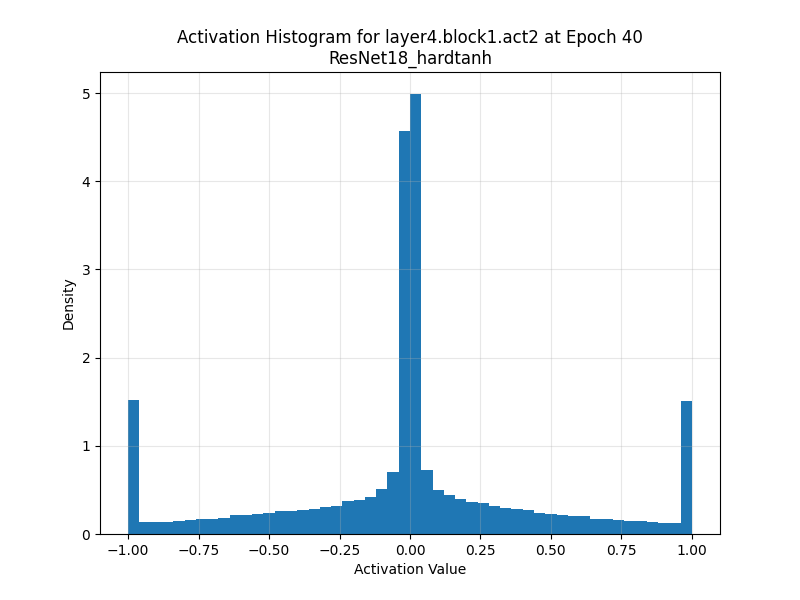 Activation Histogram for layer4.block1.act2 at Epoch 40
ResNet18_hardtanh
Density
5
4
3
2
1
0
−1.00 −0.75 −0.50 −0.25 0.00 0.25 0.50 0.75 1.00
Activation Value